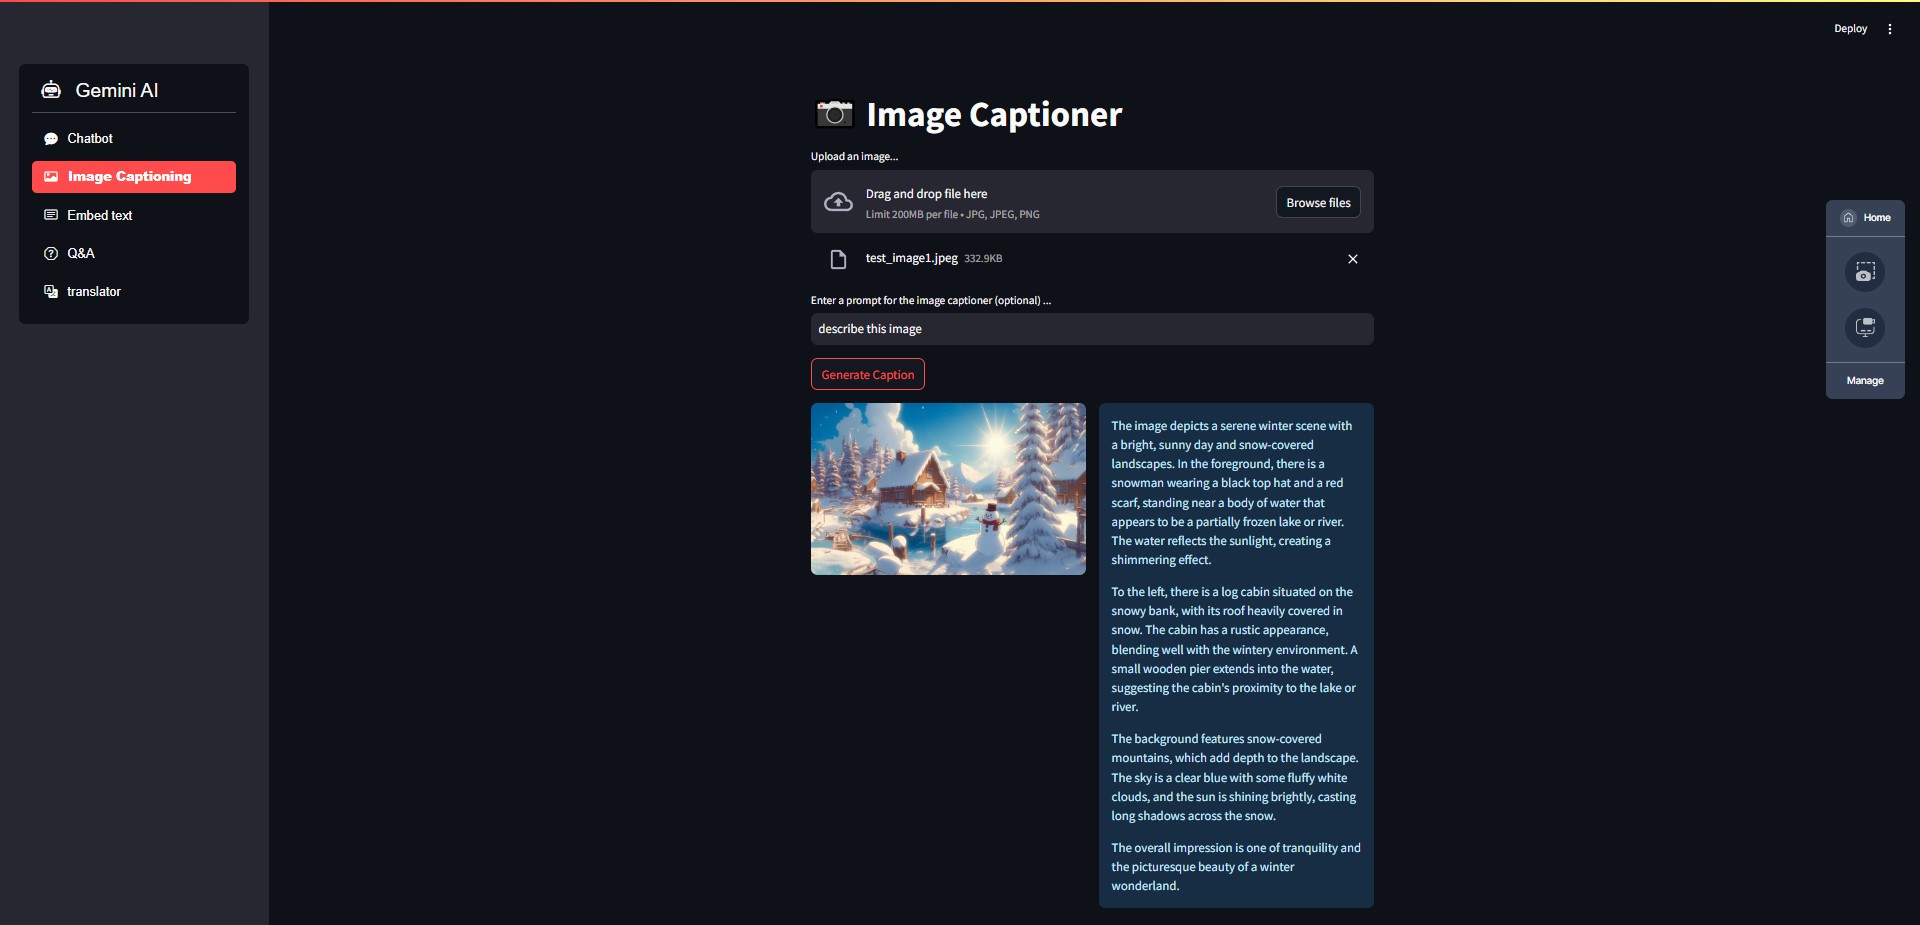 Deploy
Gemini AI
Chatbot
Image Captioning
Embed text
Q&A
translator
Image Captioner
Upload an image...
Drag and drop file here
Limit 200MB per file • JPG, JPEG, PNG
Browse files
test_image1.jpeg 332.9KB
Enter a prompt for the image captioner (optional) ...
describe this image
Generate Caption
The image depicts a serene winter scene with
a bright, sunny day and snow-covered
landscapes. In the foreground, there is a
snowman wearing a black top hat and a red
scarf, standing near a body of water that
appears to be a partially frozen lake or river.
The water reflects the sunlight, creating a
shimmering effect.
To the left, there is a log cabin situated on the
snowy bank, with its roof heavily covered in
snow. The cabin has a rustic appearance,
blending well with the wintery environment. A
small wooden pier extends into the water,
suggesting the cabin's proximity to the lake or
river.
The background features snow-covered
mountains, which add depth to the landscape.
The sky is a clear blue with some fluffy white
clouds, and the sun is shining brightly, casting
long shadows across the snow.
The overall impression is one of tranquility and
the picturesque beauty of a winter
wonderland.
Home
Manage